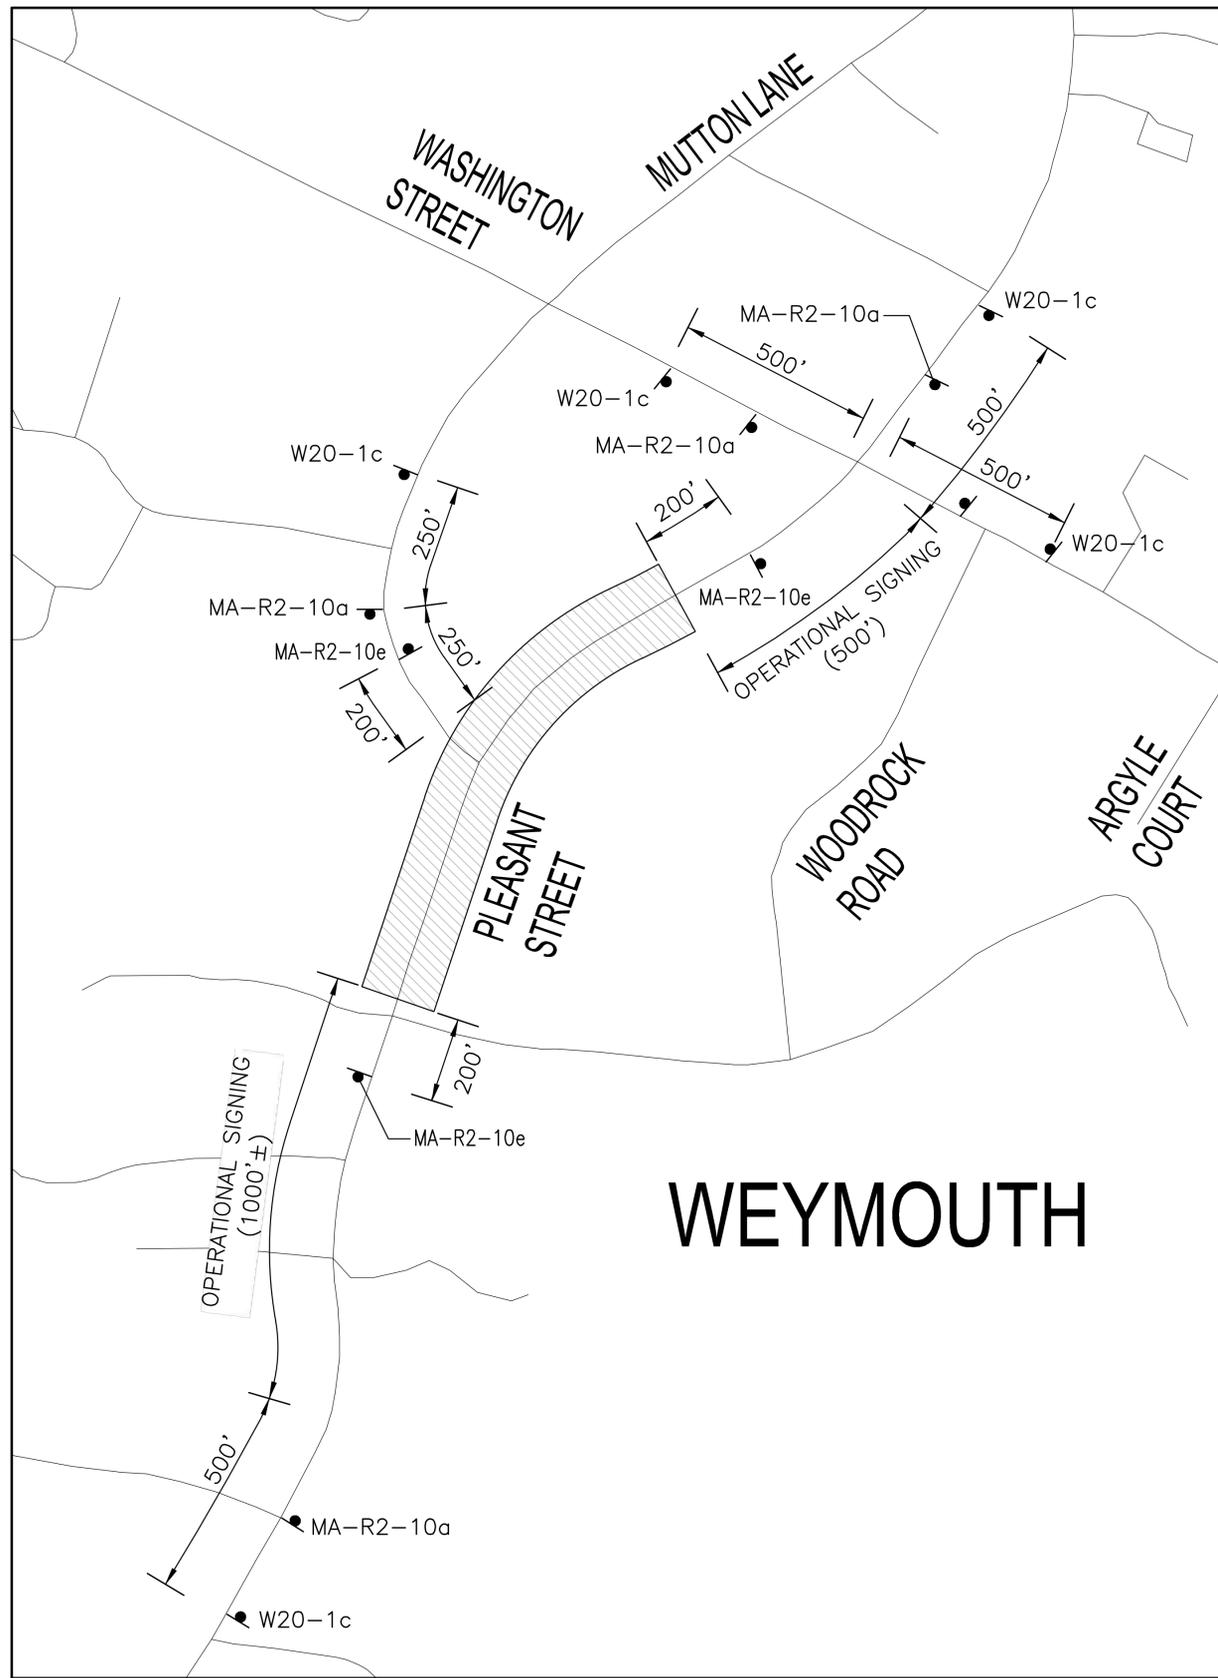 WASHINGTON
STREET
MUTTON LANE
MA-R2-10a
W20-1c
500'
W20-1c
500'
MA-R2-10a
W20-1c
500'
200'
W20-1c
250'
MA-R2-10e
OPERATIONAL SIGNING
(500')
MA-R2-10a
MA-R2-10e
250'
200'
PLEASANT
STREET
WOODROCK
ROAD
ARGYLE
COURT
200'
OPERATIONAL SIGNING
(1000'±)
MA-R2-10e
WEYMOUTH
500'
MA-R2-10a
W20-1c